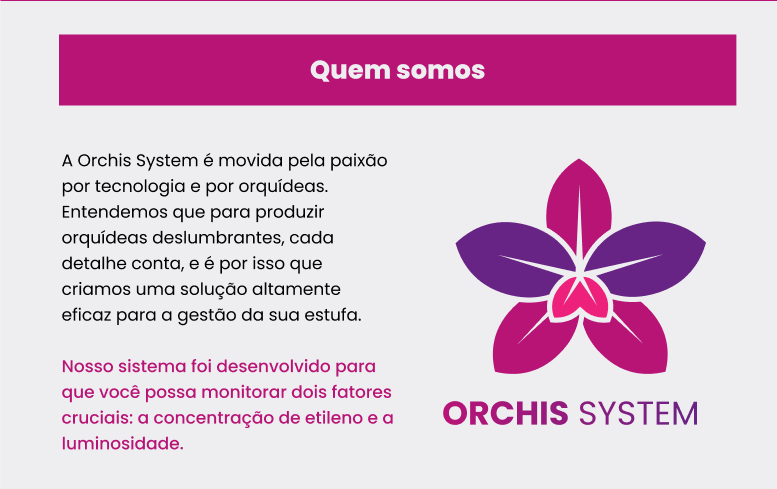 Quem somos
A Orchis System é movida pela paixão
por tecnologia e por orquídeas.
Entendemos que para produzir
orquídeas deslumbrantes, cada
detalhe conta, e é por isso que
criamos uma solução altamente
eficaz para a gestão da sua estufa.
Nosso sistema foi desenvolvido para
que você possa monitorar dois fatores
cruciais: a concentração de etileno e a
luminosidade.
ORCHIS SYSTEM